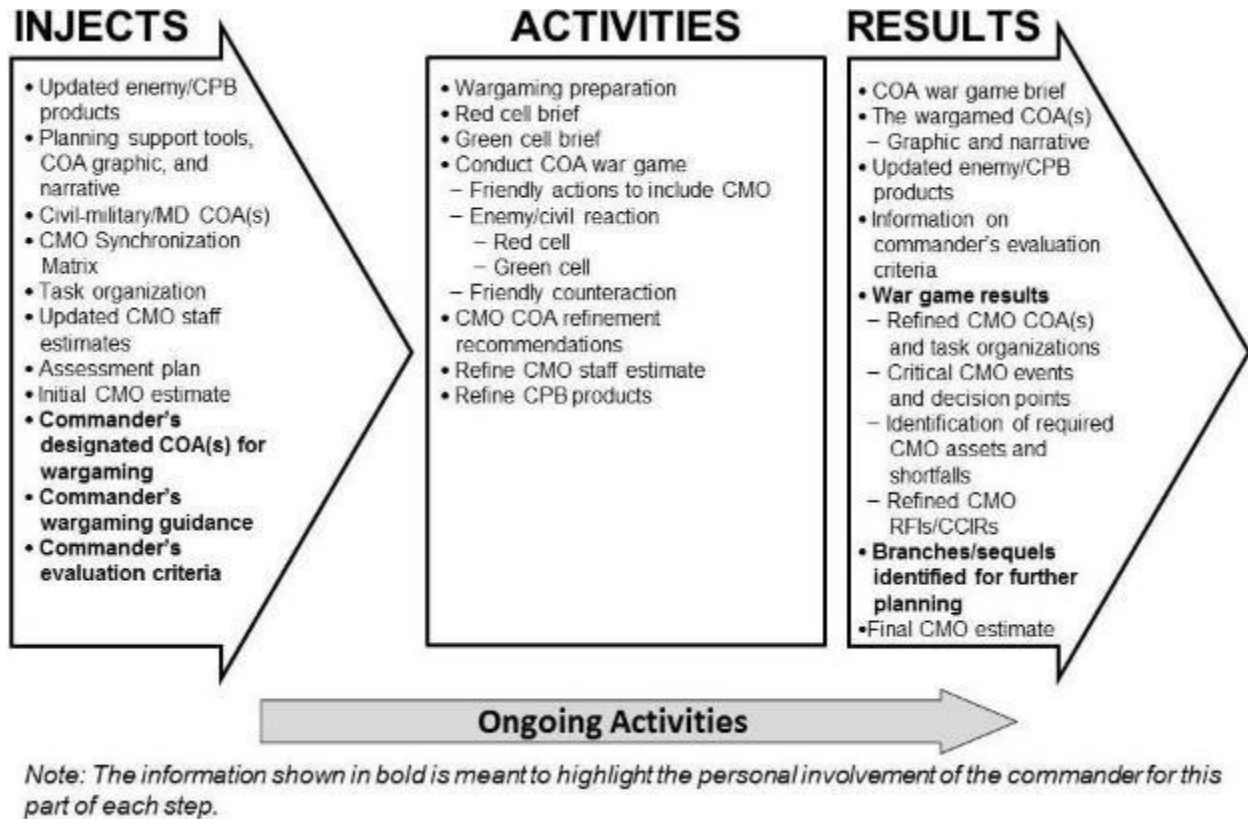 INJECTS
• Updated enemy/CPB
products
• Planning support tools,
COA graphic, and
narrative
• Civil-military/MD COA(s)
• CMO Synchronization
Matrix
• Task organization
• Updated CMO staff
estimates
• Assessment plan
• Initial CMO estimate
• Commander's
designated COA(s) for
wargaming
• Commander's
wargaming guidance
• Commander's
evaluation criteria
ACTIVITIES
• Wargaming preparation
• Red cell brief
• Green cell brief
• Conduct COA war game
– Friendly actions to include CMO
– Enemy/civil reaction
– Red cell
– Green cell
– Friendly counteraction
• CMO COA refinement
recommendations
• Refine CMO staff estimate
• Refine CPB products
RESULTS
• COA war game brief
• The wargamed COA(s)
– Graphic and narrative
• Updated enemy/CPB
products
• Information on
commander's evaluation
criteria
• War game results
– Refined CMO COA(s)
and task organizations
– Critical CMO events
and decision points
– Identification of required
CMO assets and
shortfalls
– Refined CMO
RFIs/CCIRs
• Branches/sequels
identified for further
planning
•Final CMO estimate
Ongoing Activities
Note: The information shown in bold is meant to highlight the personal involvement of the commander for this
part of each step.